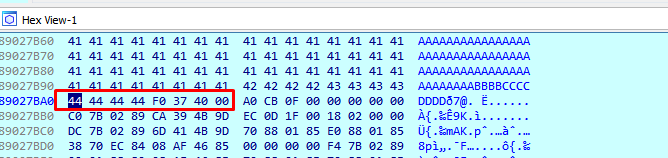 Hex View-1
89027B60 41 41 41 41 41 41 41 41 41 41 41 41 41 41 41 41 AAAAAAAAAAAAAAAA
89027B70 41 41 41 41 41 41 41 41 41 41 41 41 41 41 41 41 AAAAAAAAAAAAAAAA
89027B80 41 41 41 41 41 41 41 41 41 41 41 41 41 41 41 41 AAAAAAAAAAAAAAAA
89027B90 41 41 41 41 41 41 41 41 42 42 42 42 43 43 43 43 AAAAAAAABBBBCCCC
89027BA0 44 44 44 44 F0 37 40 00 A0 CB 0F 00 00 00 00 00 DDDDð7@. Ë......
89027BB0 C0 7B 02 89 CA 39 4B 9D EC 0D 1F 00 18 02 00 00 À{.‰Ê9K.ì.......
89027BC0 DC 7B 02 89 6D 41 4B 9D 70 88 01 85 E0 88 01 85 Ü{.‰mAK.pˆ.…àˆ.…
89027BD0 38 70 EC 84 08 AF 46 85 00 00 00 00 F4 7B 02 89 8pì„.¯F…....ô{.‰